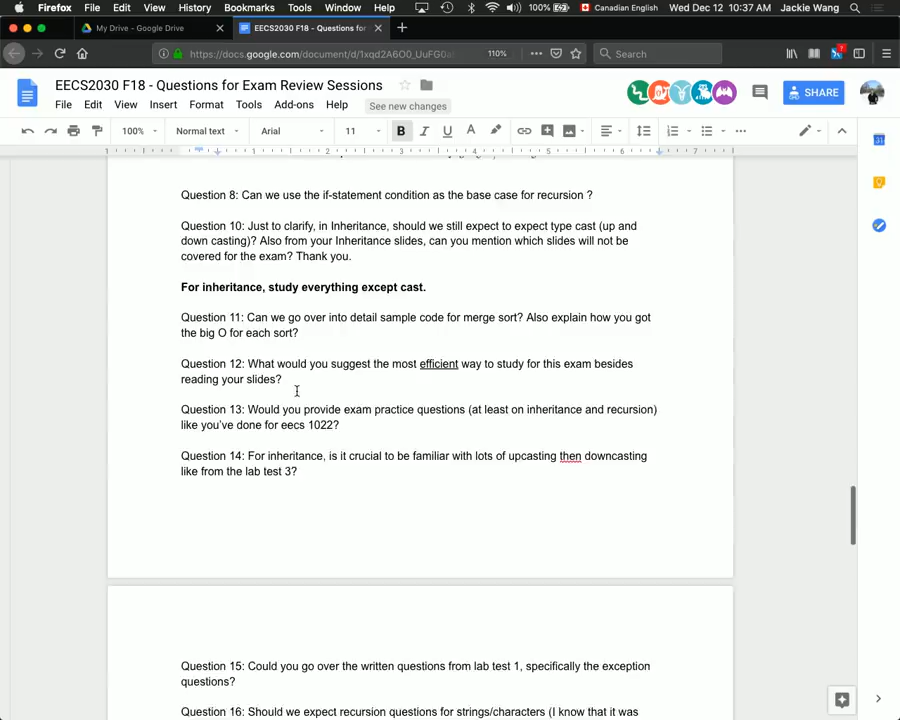 Firefox File Edit View History Bookmarks Tools Window Help 100% Canadian English Wed Dec 12 10:37 AM Jackie Wang
My Drive - Google Drive
EECS2030 F18 - Questions for
https://docs.google.com/document/d/1xqd2A6O0_UuFG0a
110%
Search
EECS2030 F18 - Questions for Exam Review Sessions
SHARE
File Edit View Insert Format Tools Add-ons Help See new changes
100% Normal text Arial 11 B I U A
1 1 2 3 4 5 6 7
Question 8: Can we use the if-statement condition as the base case for recursion ?
Question 10: Just to clarify, in Inheritance, should we still expect to expect type cast (up and
down casting)? Also from your Inheritance slides, can you mention which slides will not be
covered for the exam? Thank you.
For inheritance, study everything except cast.
Question 11: Can we go over into detail sample code for merge sort? Also explain how you got
the big O for each sort?
Question 12: What would you suggest the most efficient way to study for this exam besides
reading your slides?
Question 13: Would you provide exam practice questions (at least on inheritance and recursion)
like you've done for eecs 1022?
Question 14: For inheritance, is it crucial to be familiar with lots of upcasting then downcasting
like from the lab test 3?
Question 15: Could you go over the written questions from lab test 1, specifically the exception
questions?
Question 16: Should we expect recursion questions for strings/characters (I know that it was
31